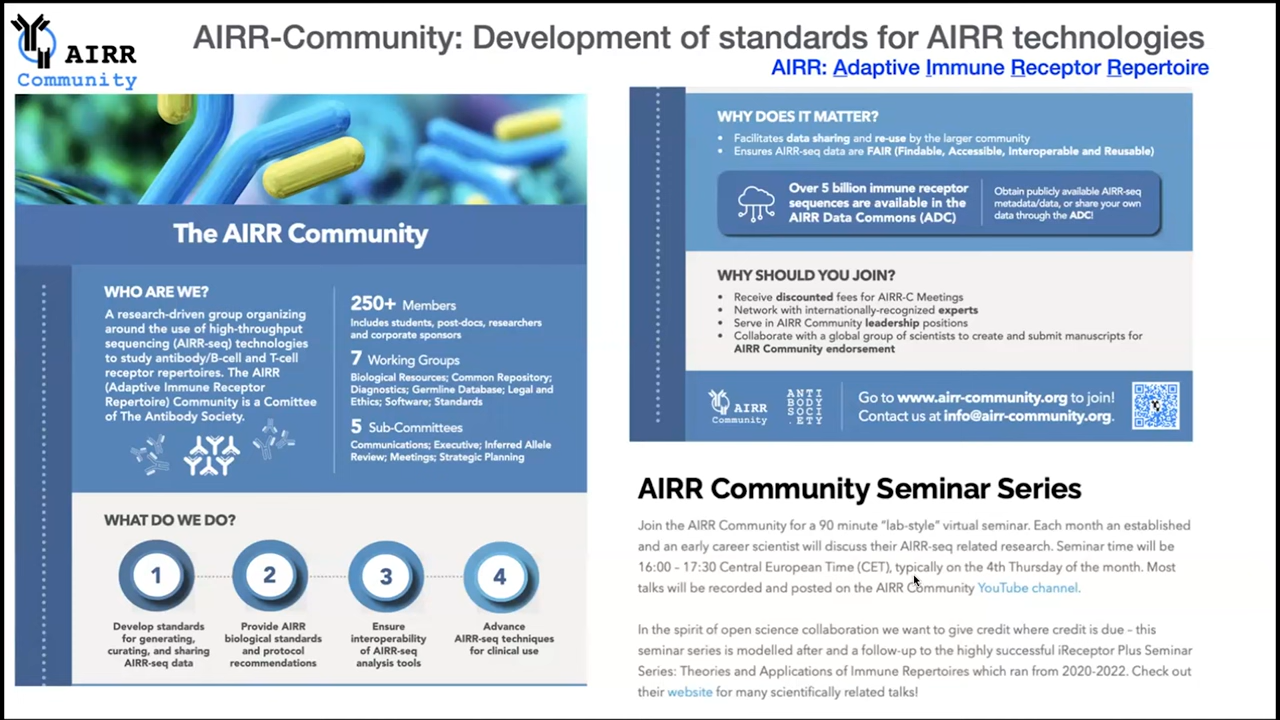 AIRR
Community
AIRR-Community: Development of standards for AIRR technologies
AIRR: Adaptive Immune Receptor Repertoire
The AIRR Community
WHO ARE WE?
A research-driven group organizing
around the use of high-throughput
sequencing (AIRR-seq) technologies
to study antibody/B-cell and T-cell
receptor repertoires. The AIRR
(Adaptive Immune Receptor
Repertoire) Community is a Comittee
of The Antibody Society.
250+ Members
Includes students, post-docs, researchers
and corporate sponsors
7 Working Groups
Biological Resources; Common Repository;
Diagnostics; Germline Database; Legal and
Ethics; Software; Standards
5 Sub-Committees
Communications; Executive; Inferred Allele
Review; Meetings; Strategic Planning
WHAT DO WE DO?
1
Develop standards
for generating,
curating, and sharing
AIRR-seq data
2
Provide AIRR
biological standards
and protocol
recommendations
3
Ensure
interoperability
of AIRR-seq
analysis tools
4
Advance
AIRR-seq techniques
for clinical use
WHY DOES IT MATTER?
• Facilitates data sharing and re-use by the larger community
• Ensures AIRR-seq data are FAIR (Findable, Accessible, Interoperable and Reusable)
Over 5 billion immune receptor
sequences are available in the
AIRR Data Commons (ADC)
Obtain publicly available AIRR-seq
metadata/data, or share your own
data through the ADC!
WHY SHOULD YOU JOIN?
• Receive discounted fees for AIRR-C Meetings
• Network with internationally-recognized experts
• Serve in AIRR Community leadership positions
• Collaborate with a global group of scientists to create and submit manuscripts for
AIRR Community endorsement
AIRR
Community
ANTI
BODY
SOCI
.ETY
Go to www.airr-community.org to join!
Contact us at info@airr-community.org.
AIRR Community Seminar Series
Join the AIRR Community for a 90 minute "lab-style" virtual seminar. Each month an established
and an early career scientist will discuss their AIRR-seq related research. Seminar time will be
16:00 - 17:30 Central European Time (CET), typically on the 4th Thursday of the month. Most
talks will be recorded and posted on the AIRR Community YouTube channel.
In the spirit of open science collaboration we want to give credit where credit is due - this
seminar series is modelled after and a follow-up to the highly successful iReceptor Plus Seminar
Series: Theories and Applications of Immune Repertoires which ran from 2020-2022. Check out
their website for many scientifically related talks!